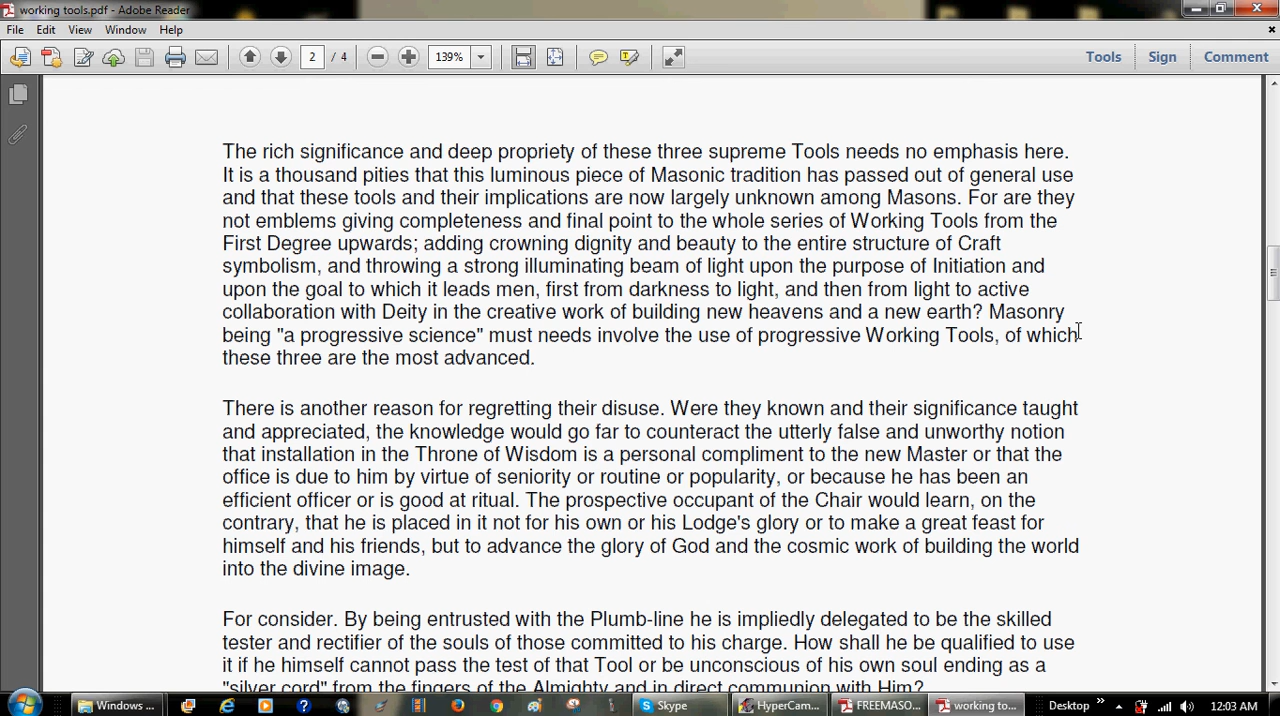 working tools.pdf - Adobe Reader
File Edit View Window Help
2 / 4 139% Tools Sign Comment
The rich significance and deep propriety of these three supreme Tools needs no emphasis here.
It is a thousand pities that this luminous piece of Masonic tradition has passed out of general use
and that these tools and their implications are now largely unknown among Masons. For are they
not emblems giving completeness and final point to the whole series of Working Tools from the
First Degree upwards; adding crowning dignity and beauty to the entire structure of Craft
symbolism, and throwing a strong illuminating beam of light upon the purpose of Initiation and
upon the goal to which it leads men, first from darkness to light, and then from light to active
collaboration with Deity in the creative work of building new heavens and a new earth? Masonry
being "a progressive science" must needs involve the use of progressive Working Tools, of which
these three are the most advanced.
There is another reason for regretting their disuse. Were they known and their significance taught
and appreciated, the knowledge would go far to counteract the utterly false and unworthy notion
that installation in the Throne of Wisdom is a personal compliment to the new Master or that the
office is due to him by virtue of seniority or routine or popularity, or because he has been an
efficient officer or is good at ritual. The prospective occupant of the Chair would learn, on the
contrary, that he is placed in it not for his own or his Lodge's glory or to make a great feast for
himself and his friends, but to advance the glory of God and the cosmic work of building the world
into the divine image.
For consider. By being entrusted with the Plumb-line he is impliedly delegated to be the skilled
tester and rectifier of the souls of those committed to his charge. How shall he be qualified to use
it if he himself cannot pass the test of that Tool or be unconscious of his own soul ending as a
"silver cord" from the fingers of the Almighty and in direct communion with Him?
Windows ... Skype HyperCam... FREEMASO... working to... Desktop 12:03 AM